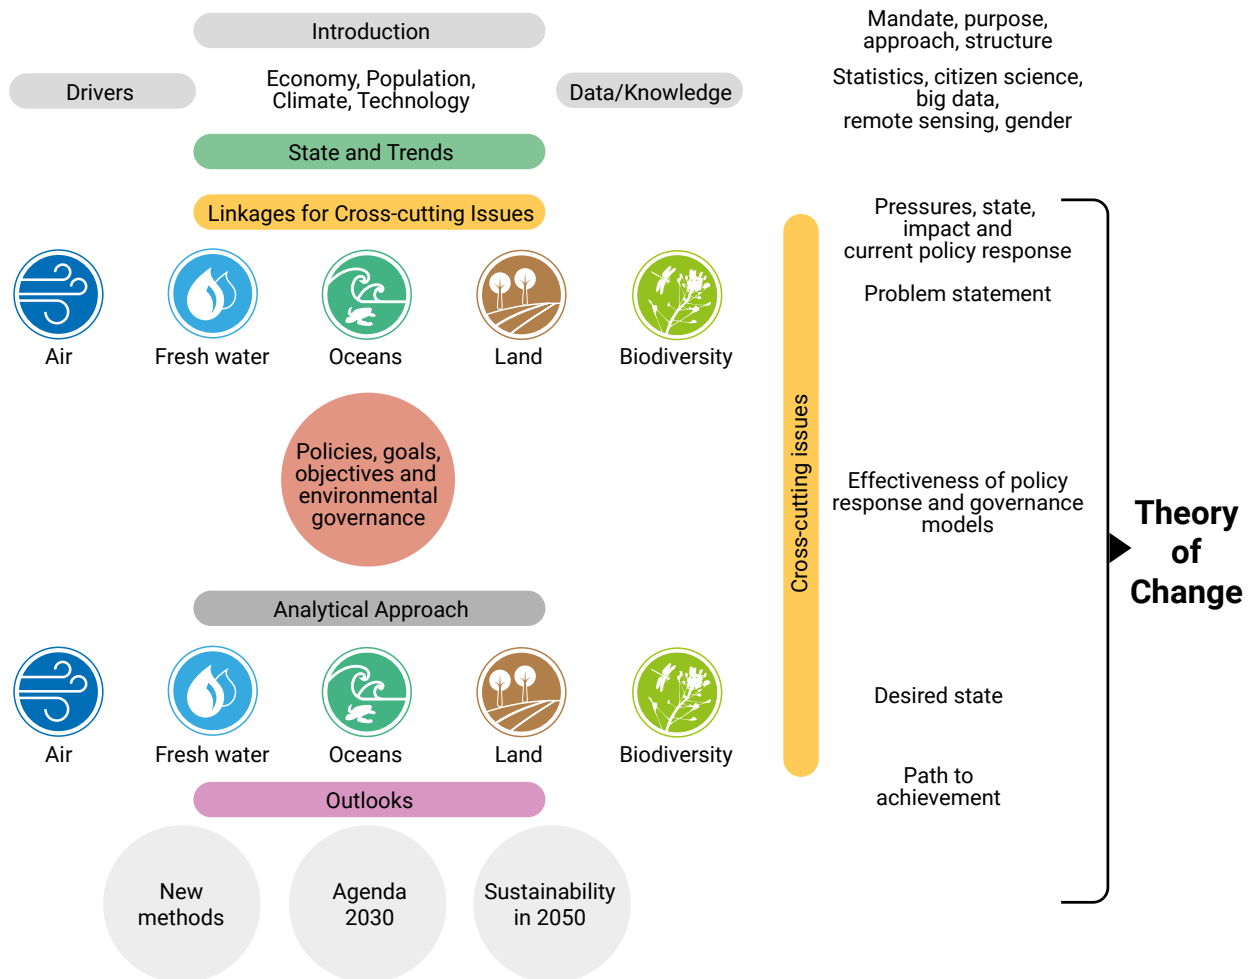 Introduction
Mandate, purpose,
approach, structure
Drivers
Economy, Population,
Climate, Technology
Data/Knowledge
Statistics, citizen science,
big data,
remote sensing, gender
State and Trends
Linkages for Cross-cutting Issues
Pressures, state,
impact and
current policy response
Problem statement
Air
Fresh water
Oceans
Land
Biodiversity
Policies, goals,
objectives and
environmental
governance
Cross-cutting issues
Effectiveness of policy
response and governance
models
Theory
of
Change
Analytical Approach
Air
Fresh water
Oceans
Land
Biodiversity
Desired state
Path to
achievement
Outlooks
New
methods
Agenda
2030
Sustainability
in 2050